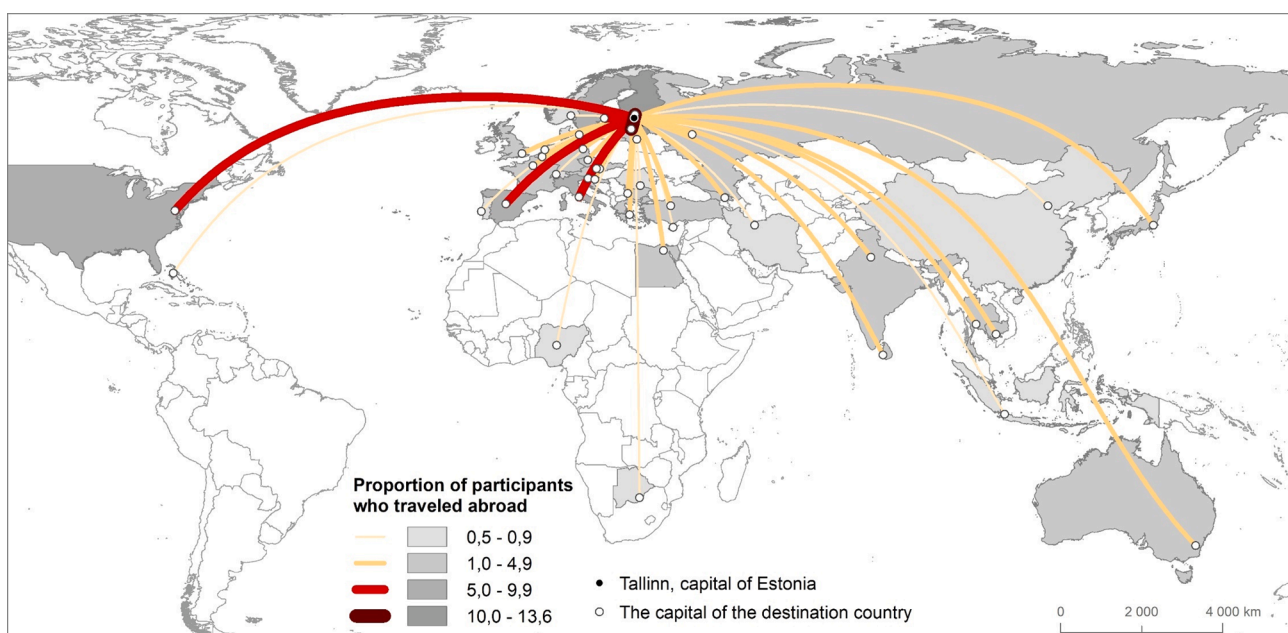 Proportion of participants
who traveled abroad
0,5 - 0,9
1,0 - 4,9
5,0 - 9,9
10,0 - 13,6
Tallinn, capital of Estonia
The capital of the destination country
0 2 000 4 000 km